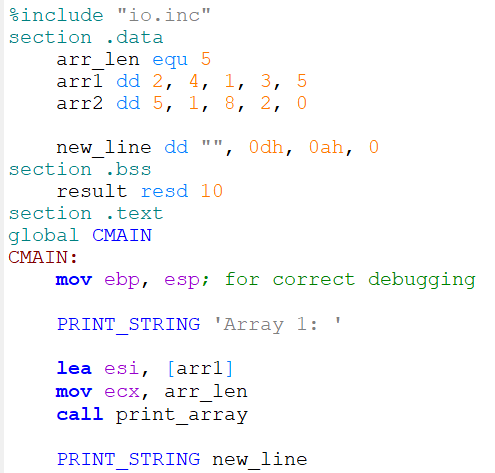 %include "io.inc"
section .data
    arr_len equ 5
    arr1 dd 2, 4, 1, 3, 5
    arr2 dd 5, 1, 8, 2, 0

    new_line dd "", 0dh, 0ah, 0
section .bss
    result resd 10
section .text
global CMAIN
CMAIN:
    mov ebp, esp; for correct debugging

    PRINT_STRING 'Array 1: '

    lea esi, [arr1]
    mov ecx, arr_len
    call print_array

    PRINT_STRING new_line